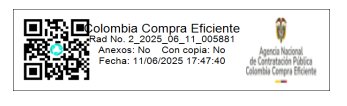 Colombia Compra Eficiente
Rad No. 2_2025_06_11_005881
Anexos: No Con copia: No
Fecha: 11/06/2025 17:47:40
Agencia Nacional
de Contratación Pública
Colombia Compra Eficiente